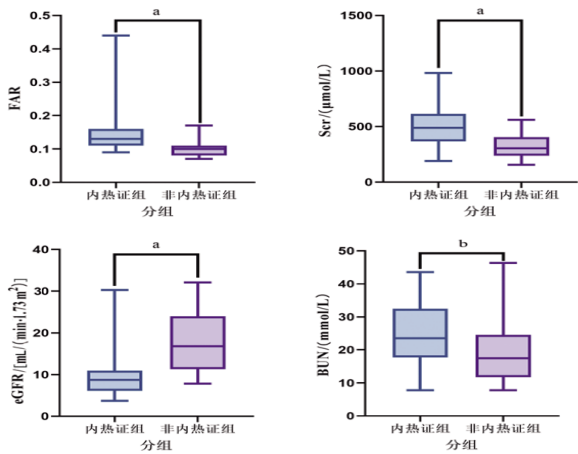 a
0.5
0.4
0.3
0.2
0.1
0.0
FAR
内热证组 非内热证组
分组
a
1500
1000
500
0
Scr/(μmol/L)
内热证组 非内热证组
分组
a
40
30
20
10
0
eGFR/[mL/(min·1.73 m²)]
内热证组 非内热证组
分组
b
50
40
30
20
10
0
BUN/(mmol/L)
内热证组 非内热证组
分组